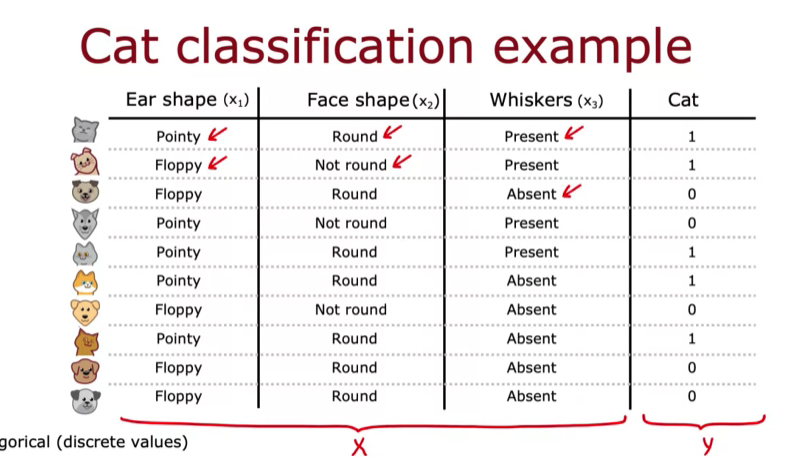 Cat classification example
Ear shape (x₁) Face shape (x₂) Whiskers (x₃) Cat
Pointy Round Present 1
Floppy Not round Present 1
Floppy Round Absent 0
Pointy Not round Present 0
Pointy Round Present 1
Pointy Round Absent 1
Floppy Not round Absent 0
Pointy Round Absent 1
Floppy Round Absent 0
Floppy Round Absent 0
gorical (discrete values) X y